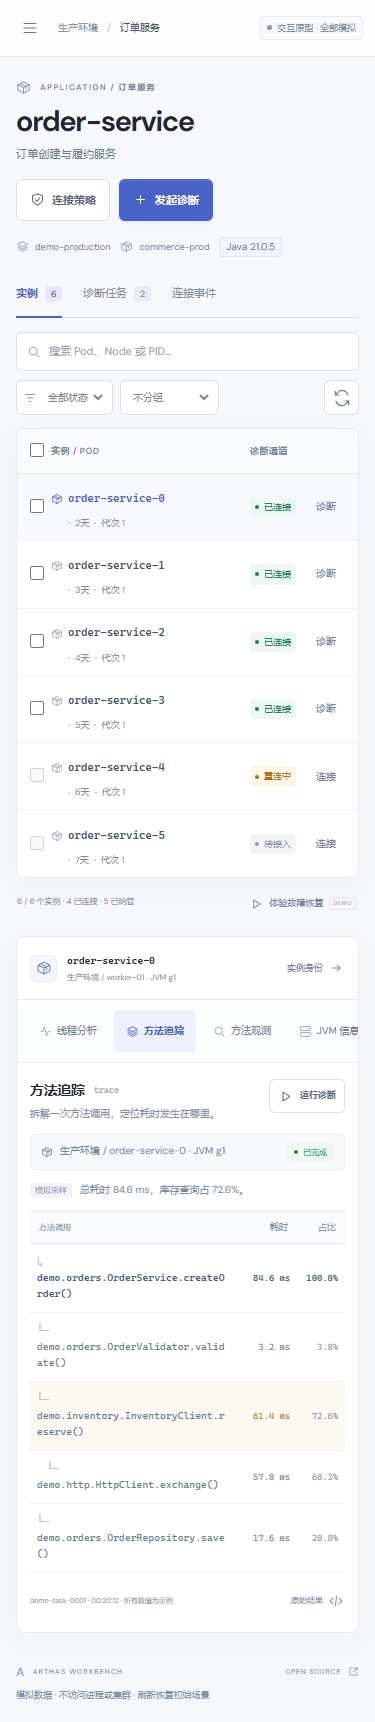 生产环境 / 订单服务
交互原型 · 全部模拟
APPLICATION / 订单服务
order-service
订单创建与履约服务
连接策略
发起诊断
demo-production commerce-prod Java 21.0.5
实例 6 诊断任务 2 连接事件
搜索 Pod、Node 或 PID...
全部状态 不分组
实例 / POD 诊断通道
order-service-0 已连接 诊断
· 2天 · 代次 1
order-service-1 已连接 诊断
· 3天 · 代次 1
order-service-2 已连接 诊断
· 4天 · 代次 1
order-service-3 已连接 诊断
· 5天 · 代次 1
order-service-4 重连中 连接
· 6天 · 代次 1
order-service-5 待接入 连接
· 7天 · 代次 1
6 / 6 个实例 · 4 已连接 · 5 已纳管
体验故障恢复 DEMO
order-service-0
生产环境 / worker-01 · JVM g1
实例身份
线程分析 方法追踪 方法观测 JVM 信息
方法追踪 trace
运行诊断
拆解一次方法调用，定位耗时发生在哪里。
生产环境 / order-service-0 · JVM g1 已完成
模拟采样 总耗时 84.6 ms，库存查询占 72.6%。
方法调用 耗时 占比
demo.orders.OrderService.createO
rder() 84.6 ms 100.0%
demo.orders.OrderValidator.valid
ate() 3.2 ms 3.8%
demo.inventory.InventoryClient.r
eserve() 61.4 ms 72.6%
demo.http.HttpClient.exchange() 57.8 ms 68.3%
demo.orders.OrderRepository.save
() 17.6 ms 20.8%
demo-task-0001 · 00:20:12 · 所有数值为示例
原始结果
ARTHAS WORKBENCH
OPEN SOURCE
模拟数据 · 不访问进程或集群 · 刷新恢复初始场景